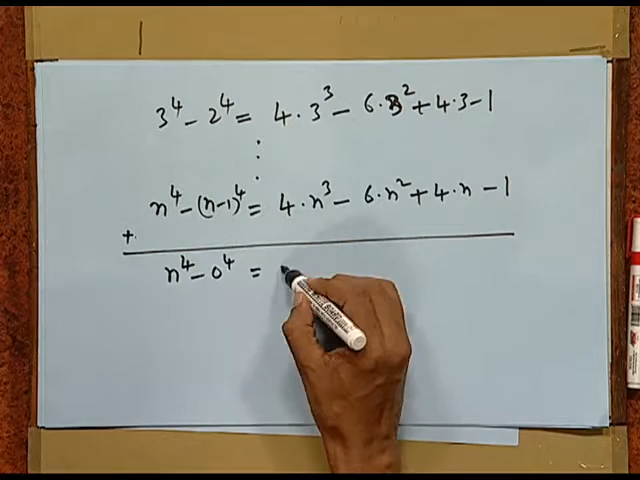 3⁴ - 2⁴ = 4 · 3³ - 6 · 3² + 4 · 3 - 1
⋮
n⁴ - (n-1)⁴ = 4 · n³ - 6 · n² + 4 · n - 1
+
n⁴ - 0⁴ =